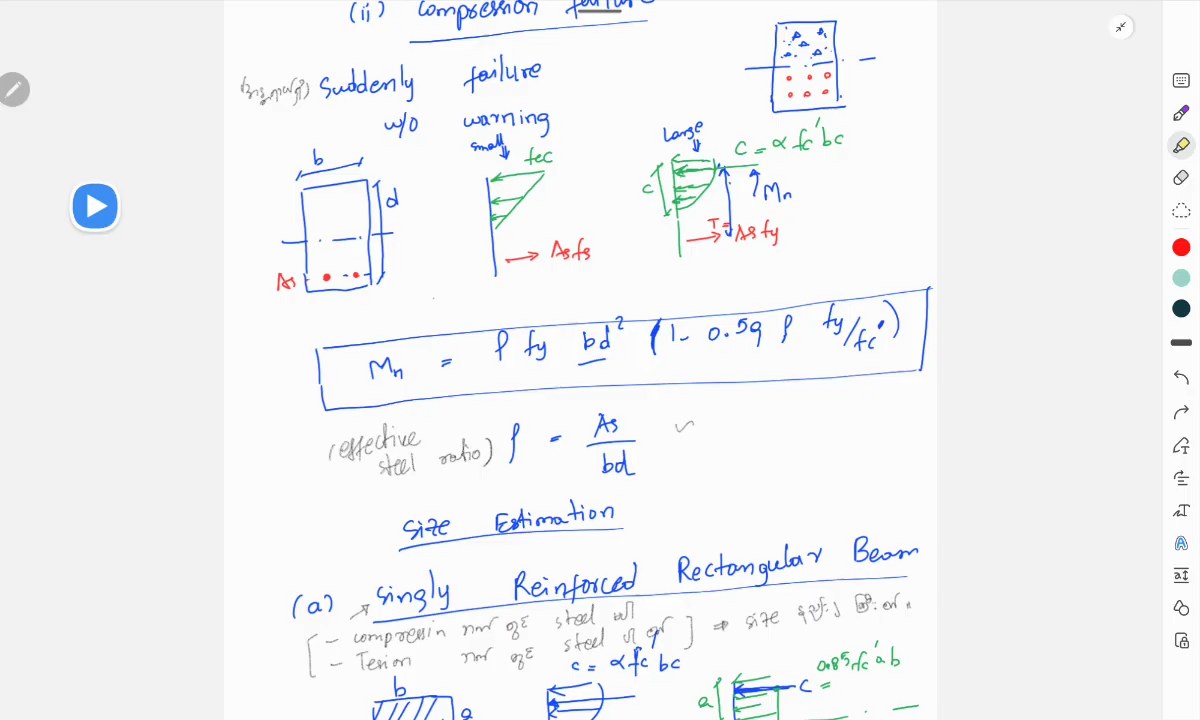 (ii) compression failure
suddenly failure
w/o warning
small
fec
Large
c = α fc' bc
c
Mn
T = As fy
b
d
As
As fs
Mn = ρ fy bd² (1 - 0.59 ρ fy/fc')
(effective steel ratio) ρ = As / bd
Size Estimation
(a) Singly Reinforced Rectangular Beam
- compressin steel
- Tesion steel
⇒ size
c = α fc' bc
0.85 fc' a b
b
a
a
c =